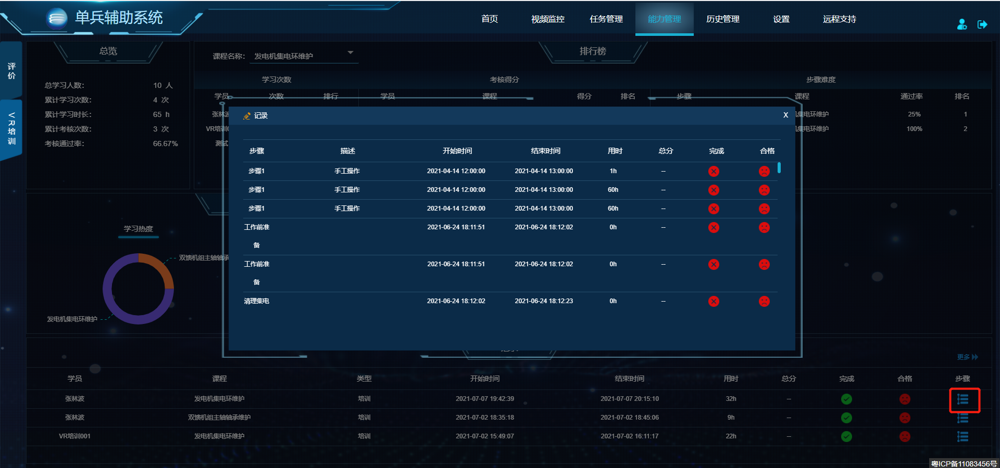 单兵辅助系统
首页 视频监控 任务管理 能力管理 历史管理 设置 远程支持
评价
VR培训
总览
总学习人数: 10 人
累计学习次数: 4 次
累计学习时长: 65 h
累计考核次数: 3 次
考核通过率: 66.67%
课程名称: 发电机集电环维护
排行榜
学习次数 考核得分 步骤难度
学员 次数 排行 学员 课程 得分 排名 步骤 课程 通过率 排名
张林波 机集电环维护 25% 1
VR培训0 机集电环维护 100% 2
测试
记录 X
步骤 描述 开始时间 结束时间 用时 总分 完成 合格
步骤1 手工操作 2021-04-14 12:00:00 2021-04-14 13:00:00 1h --
步骤1 手工操作 2021-04-14 12:00:00 2021-04-14 13:00:00 60h --
步骤1 手工操作 2021-04-14 12:00:00 2021-04-14 13:00:00 60h --
工作前准 2021-06-24 18:11:51 2021-06-24 18:12:02 0h --
备
工作前准 2021-06-24 18:11:51 2021-06-24 18:12:02 0h --
备
清理集电 2021-06-24 18:12:02 2021-06-24 18:12:23 0h --
学习热度
双馈机组主轴轴承
发电机集电环维护
更多
学员 课程 类型 开始时间 结束时间 用时 总分 完成 合格 步骤
张林波 发电机集电环维护 培训 2021-07-07 19:42:39 2021-07-07 20:15:10 32h --
张林波 双馈机组主轴轴承维护 培训 2021-07-02 18:35:18 2021-07-02 18:45:06 9h --
VR培训001 发电机集电环维护 培训 2021-07-02 15:49:07 2021-07-02 16:11:17 22h --
粤ICP备11083456号